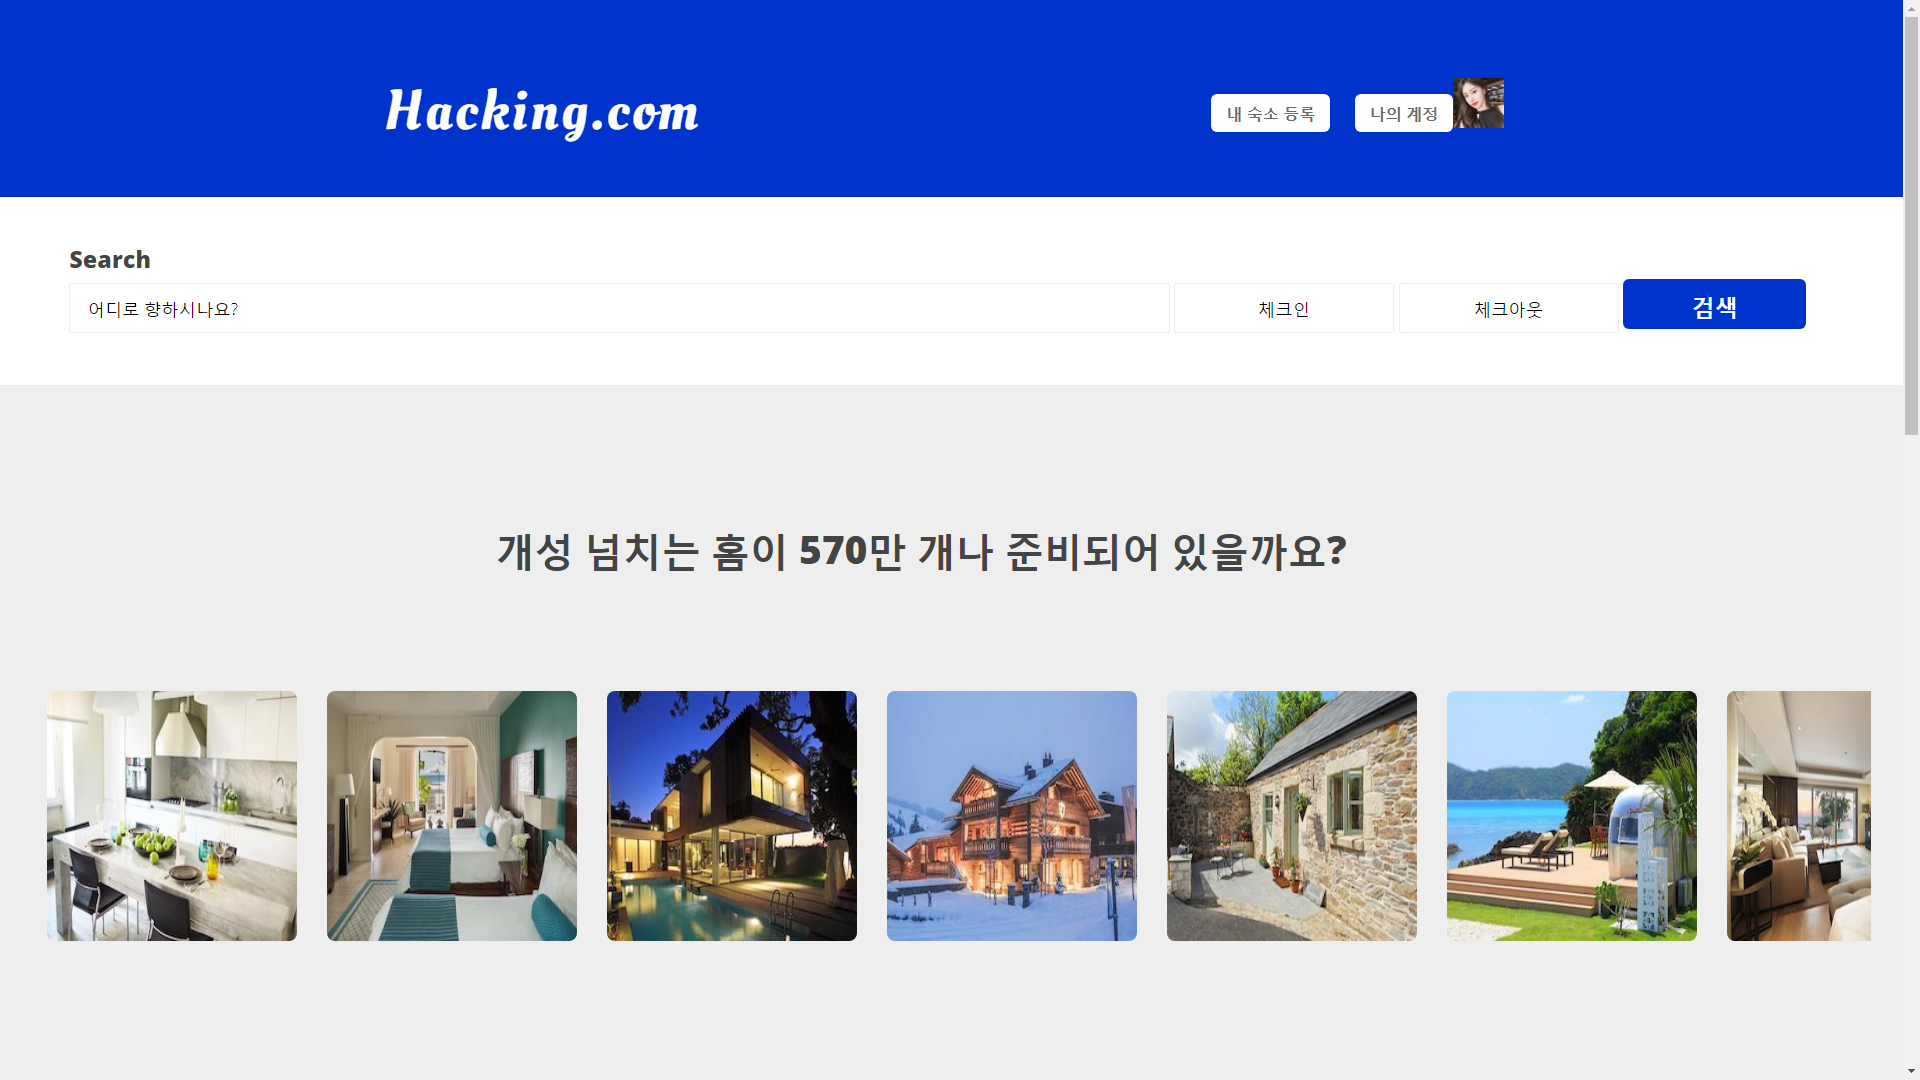 Hacking.com
내 숙소 등록
나의 계정
Search
어디로 향하시나요?
체크인
체크아웃
검색
개성 넘치는 홈이 570만 개나 준비되어 있을까요?